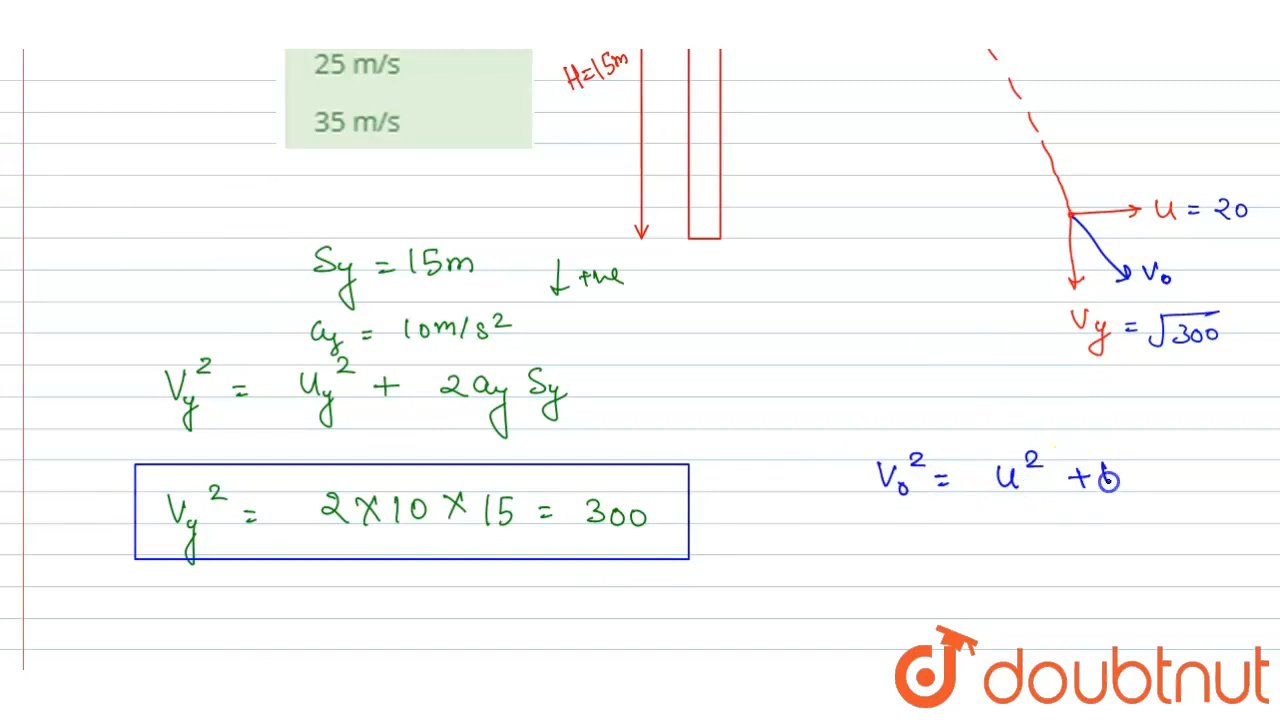 25 m/s
35 m/s
H=15m
u = 20
V₀
Vy = √300
Sy = 15m ↓ +ve
ay = 10m/s²
Vy² = uy² + 2ay Sy
Vy² = 2×10×15 = 300
V₀² = u² +
doubtnut